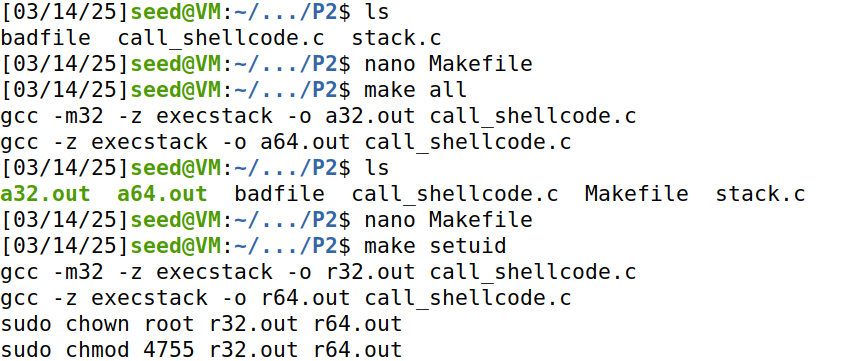 [03/14/25]seed@VM:~/.../P2$ ls
badfile  call_shellcode.c  stack.c
[03/14/25]seed@VM:~/.../P2$ nano Makefile
[03/14/25]seed@VM:~/.../P2$ make all
gcc -m32 -z execstack -o a32.out call_shellcode.c
gcc -z execstack -o a64.out call_shellcode.c
[03/14/25]seed@VM:~/.../P2$ ls
a32.out  a64.out  badfile  call_shellcode.c  Makefile  stack.c
[03/14/25]seed@VM:~/.../P2$ nano Makefile
[03/14/25]seed@VM:~/.../P2$ make setuid
gcc -m32 -z execstack -o r32.out call_shellcode.c
gcc -z execstack -o r64.out call_shellcode.c
sudo chown root r32.out r64.out
sudo chmod 4755 r32.out r64.out